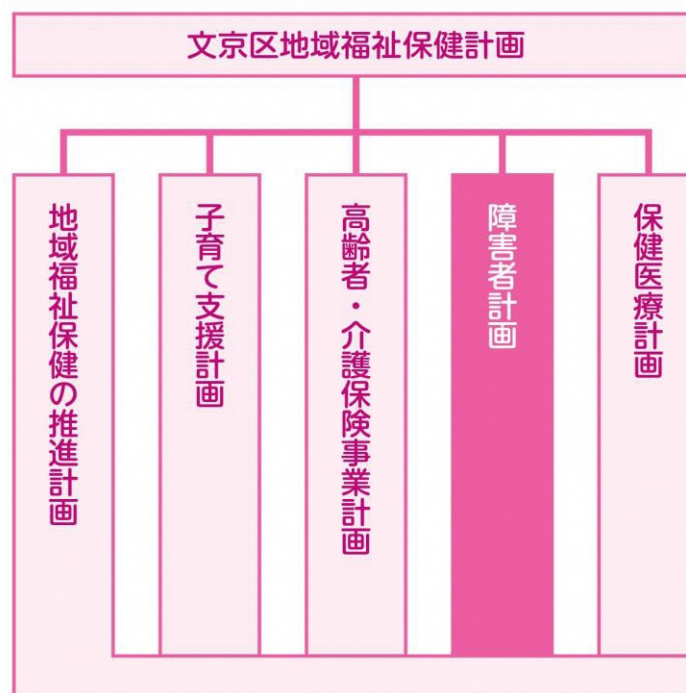 文京区地域福祉保健計画
地域福祉保健の推進計画
子育て支援計画
高齢者・介護保険事業計画
障害者計画
保健医療計画